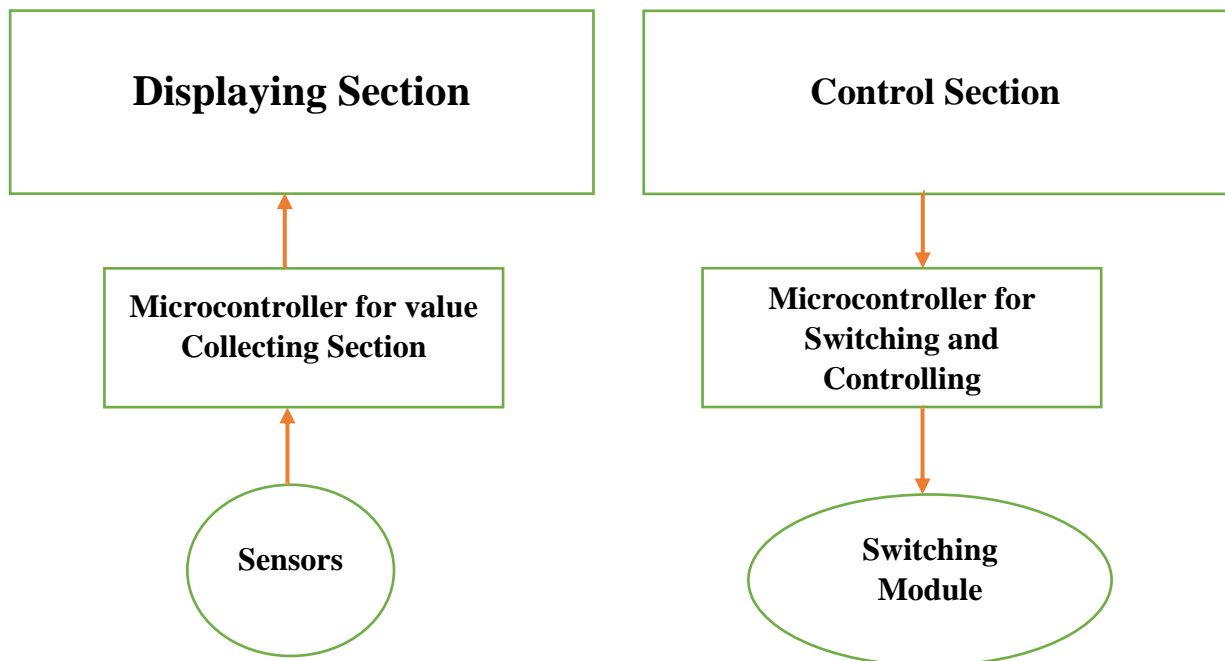 Displaying Section
Control Section
Microcontroller for value
Collecting Section
Microcontroller for
Switching and
Controlling
Sensors
Switching
Module